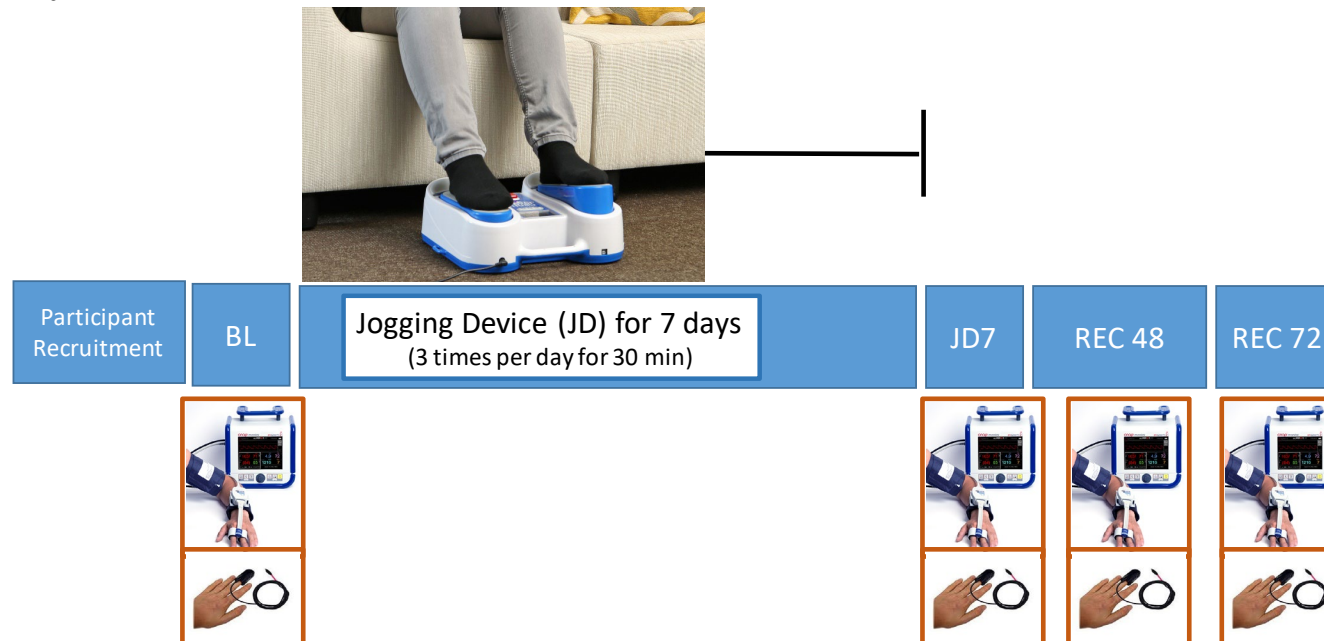 Participant
Recruitment
BL
Jogging Device (JD) for 7 days
(3 times per day for 30 min)
JD7
REC 48
REC 72